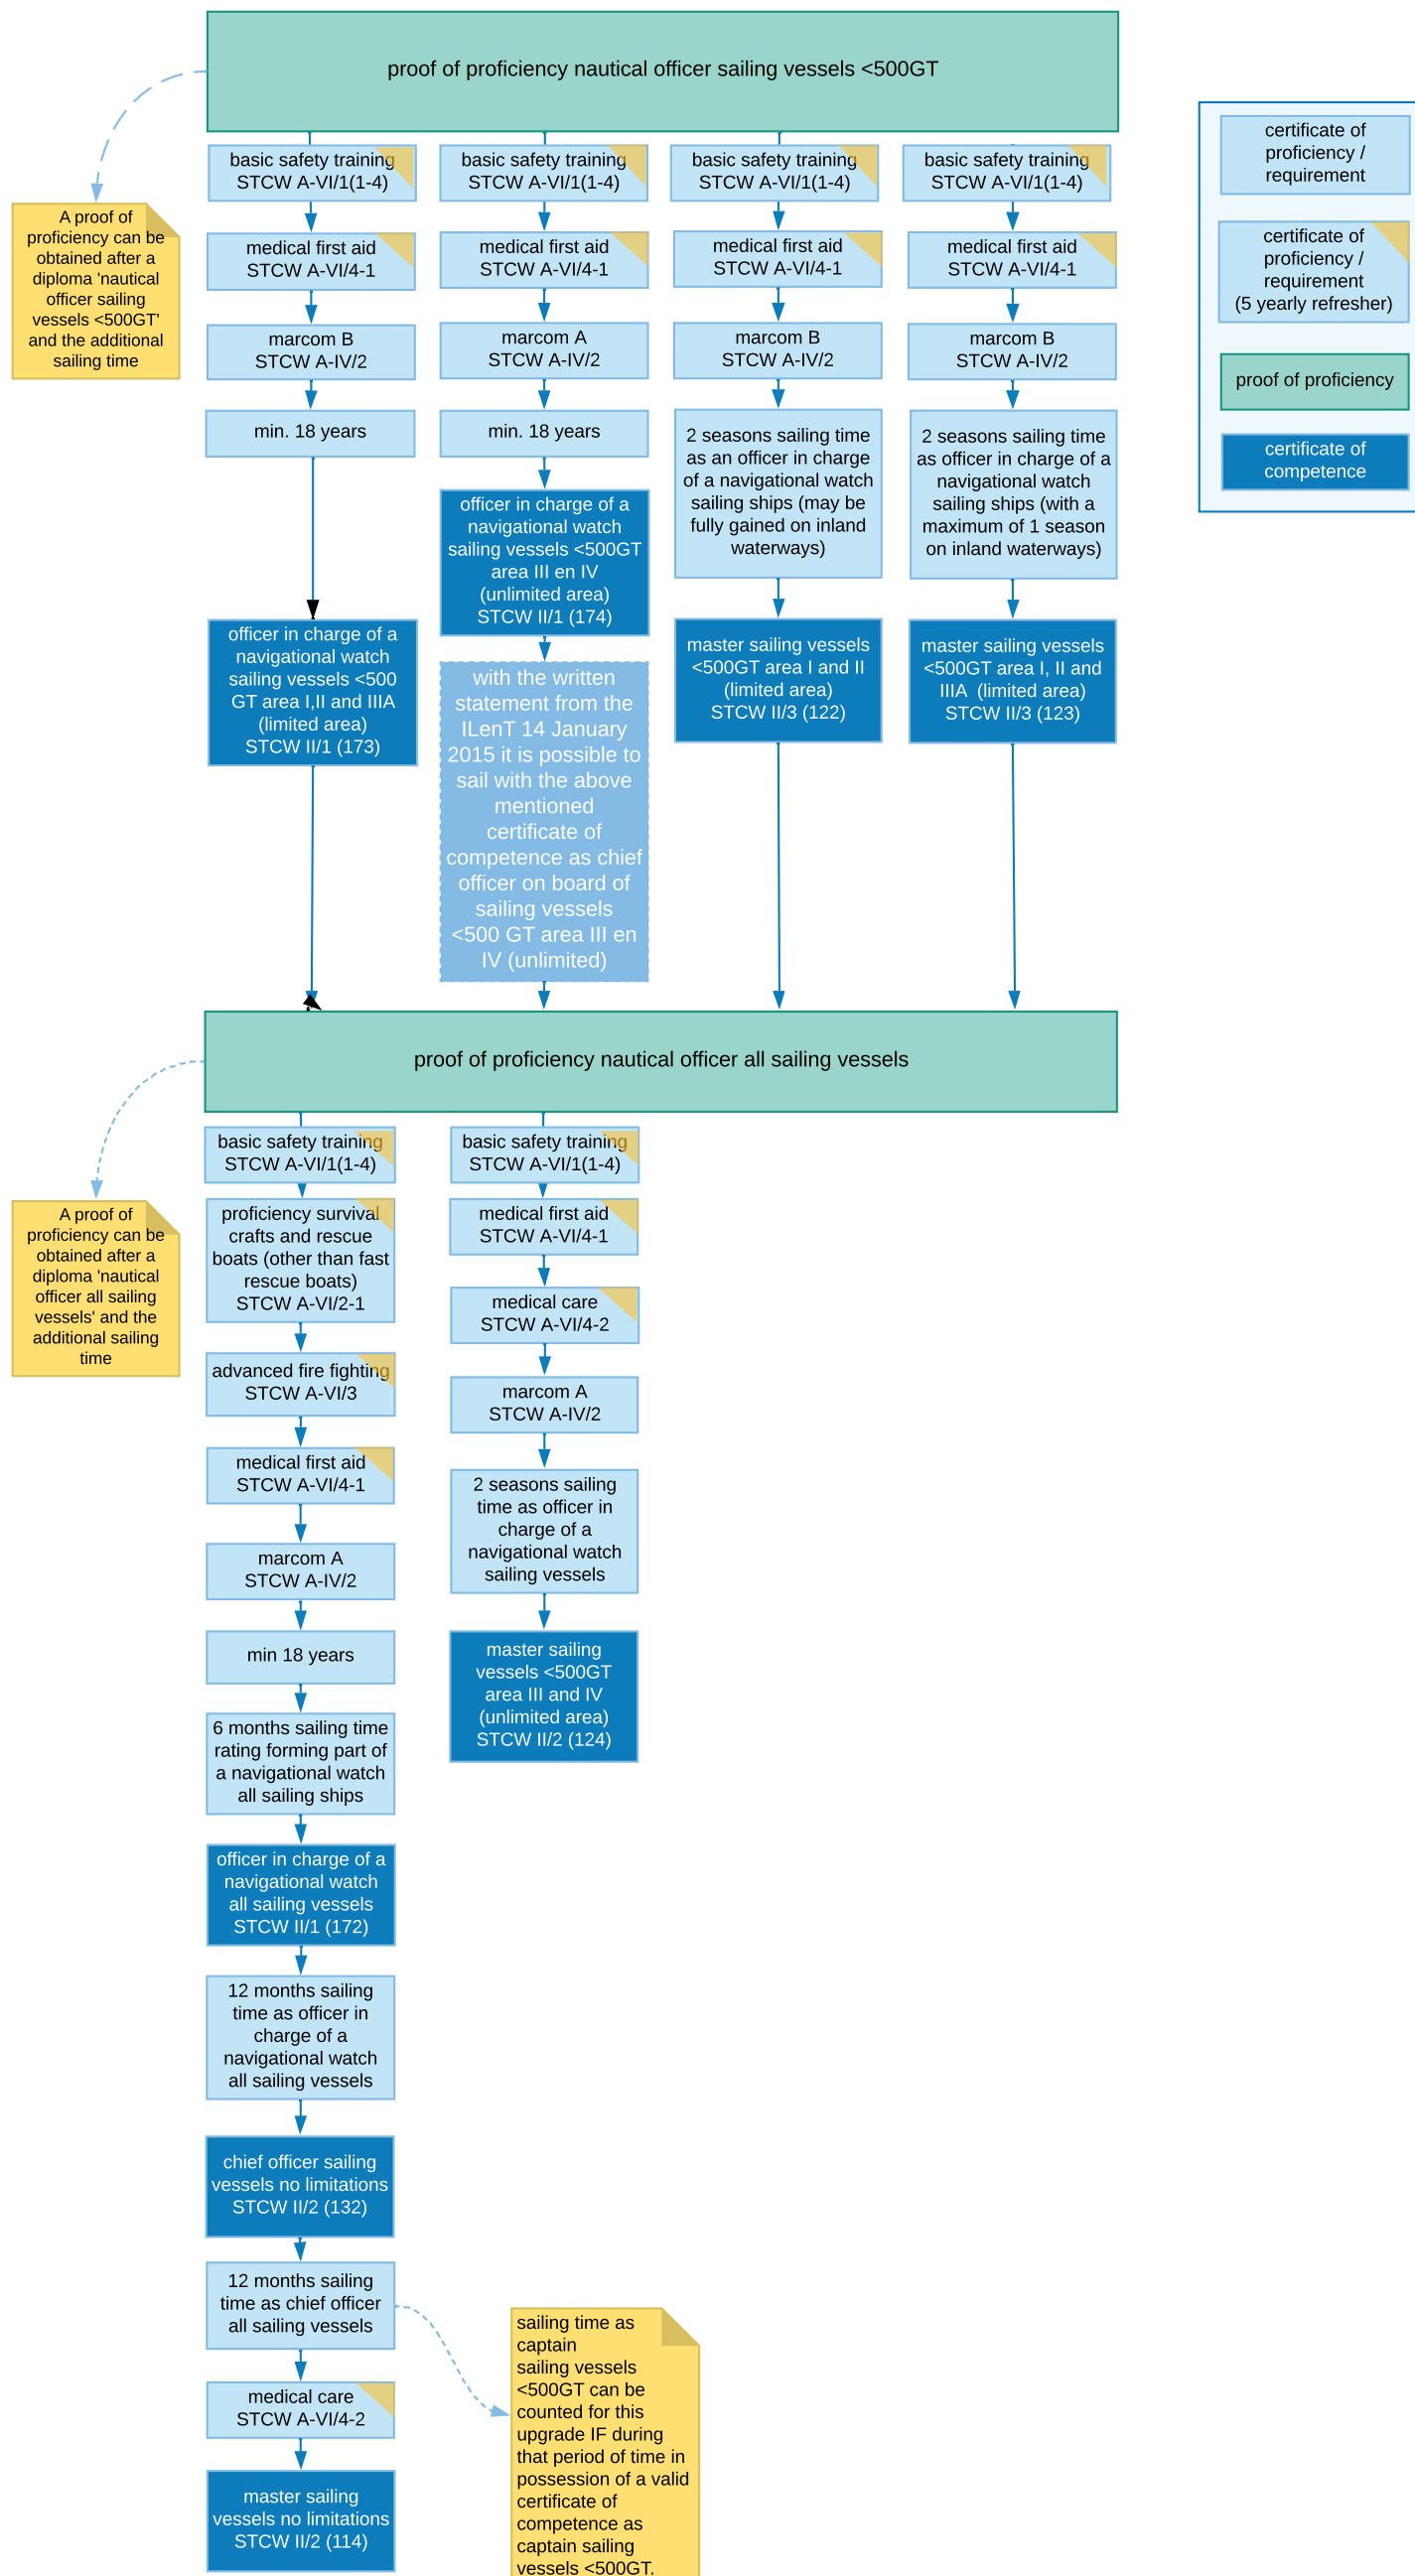 proof of proficiency nautical officer sailing vessels <500GT
certificate of
proficiency /
requirement
certificate of
proficiency /
requirement
(5 yearly refresher)
proof of proficiency
certificate of
competence
A proof of
proficiency can be
obtained after a
diploma 'nautical
officer sailing
vessels <500GT'
and the additional
sailing time
basic safety training
STCW A-VI/1(1-4)
medical first aid
STCW A-VI/4-1
marcom B
STCW A-IV/2
min. 18 years
officer in charge of a
navigational watch
sailing vessels <500
GT area I,II and IIIA
(limited area)
STCW II/1 (173)
basic safety training
STCW A-VI/1(1-4)
medical first aid
STCW A-VI/4-1
marcom A
STCW A-IV/2
min. 18 years
officer in charge of a
navigational watch
sailing vessels <500GT
area III en IV
(unlimited area)
STCW II/1 (174)
with the written
statement from the
ILenT 14 January
2015 it is possible to
sail with the above
mentioned
certificate of
competence as chief
officer on board of
sailing vessels
<500 GT area III en
IV (unlimited)
basic safety training
STCW A-VI/1(1-4)
medical first aid
STCW A-VI/4-1
marcom B
STCW A-IV/2
2 seasons sailing time
as an officer in charge
of a navigational watch
sailing ships (may be
fully gained on inland
waterways)
master sailing vessels
<500GT area I and II
(limited area)
STCW II/3 (122)
basic safety training
STCW A-VI/1(1-4)
medical first aid
STCW A-VI/4-1
marcom B
STCW A-IV/2
2 seasons sailing time
as officer in charge of a
navigational watch
sailing ships (with a
maximum of 1 season
on inland waterways)
master sailing vessels
<500GT area I, II and
IIIA (limited area)
STCW II/3 (123)
proof of proficiency nautical officer all sailing vessels
A proof of
proficiency can be
obtained after a
diploma 'nautical
officer all sailing
vessels' and the
additional sailing
time
basic safety training
STCW A-VI/1(1-4)
proficiency survival
crafts and rescue
boats (other than fast
rescue boats)
STCW A-VI/2-1
advanced fire fighting
STCW A-VI/3
medical first aid
STCW A-VI/4-1
marcom A
STCW A-IV/2
min 18 years
6 months sailing time
rating forming part of
a navigational watch
all sailing ships
officer in charge of a
navigational watch
all sailing vessels
STCW II/1 (172)
12 months sailing
time as officer in
charge of a
navigational watch
all sailing vessels
chief officer sailing
vessels no limitations
STCW II/2 (132)
12 months sailing
time as chief officer
all sailing vessels
medical care
STCW A-VI/4-2
master sailing
vessels no limitations
STCW II/2 (114)
basic safety training
STCW A-VI/1(1-4)
medical first aid
STCW A-VI/4-1
medical care
STCW A-VI/4-2
marcom A
STCW A-IV/2
2 seasons sailing
time as officer in
charge of a
navigational watch
sailing vessels
master sailing
vessels <500GT
area III and IV
(unlimited area)
STCW II/2 (124)
sailing time as
captain
sailing vessels
<500GT can be
counted for this
upgrade IF during
that period of time in
possession of a valid
certificate of
competence as
captain sailing
vessels <500GT.